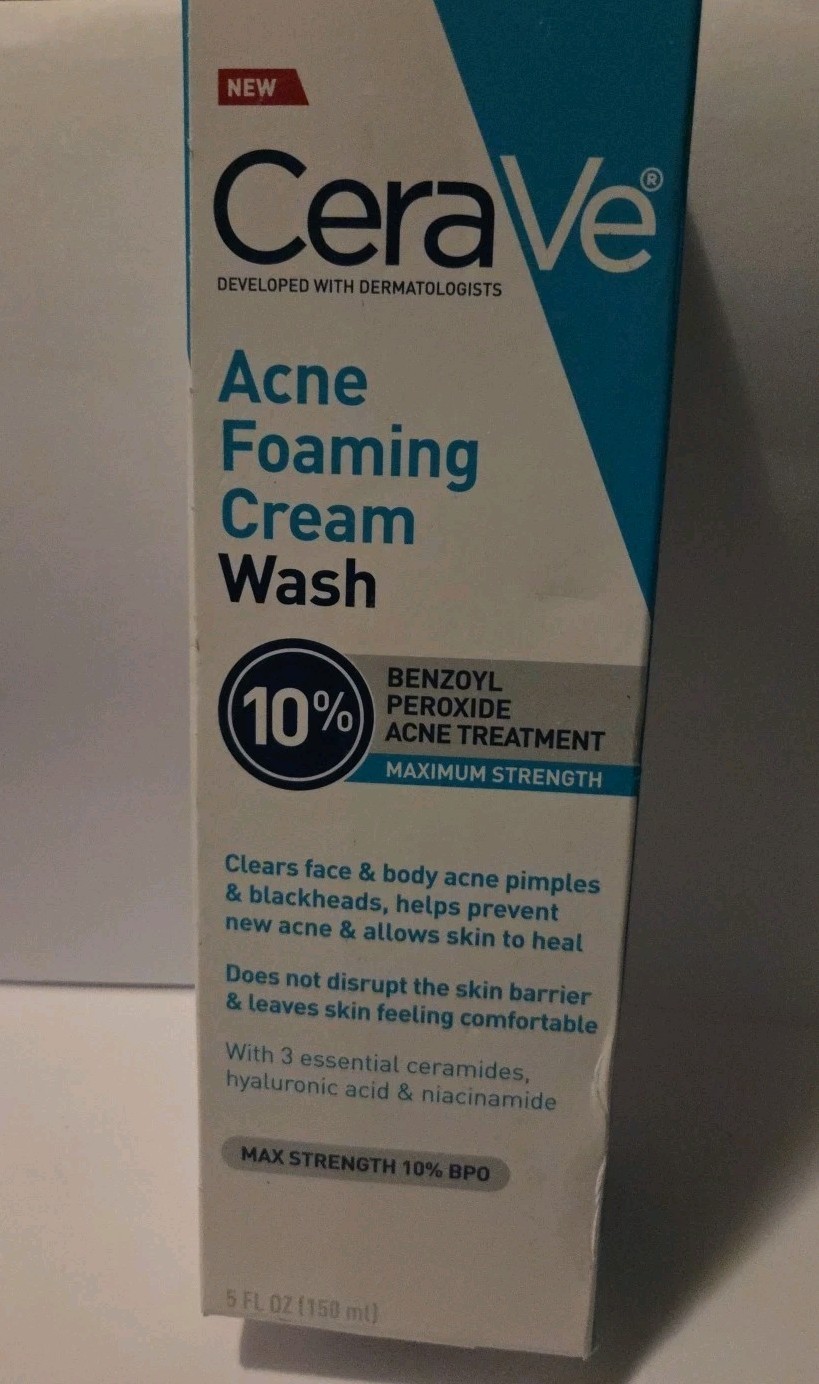 NEW
CeraVe®
DEVELOPED WITH DERMATOLOGISTS
Acne
Foaming
Cream
Wash
10%
BENZOYL
PEROXIDE
ACNE TREATMENT
MAXIMUM STRENGTH
Clears face & body acne pimples
& blackheads, helps prevent
new acne & allows skin to heal
Does not disrupt the skin barrier
& leaves skin feeling comfortable
With 3 essential ceramides,
hyaluronic acid & niacinamide
MAX STRENGTH 10% BPO
5 FL OZ (150 ml)